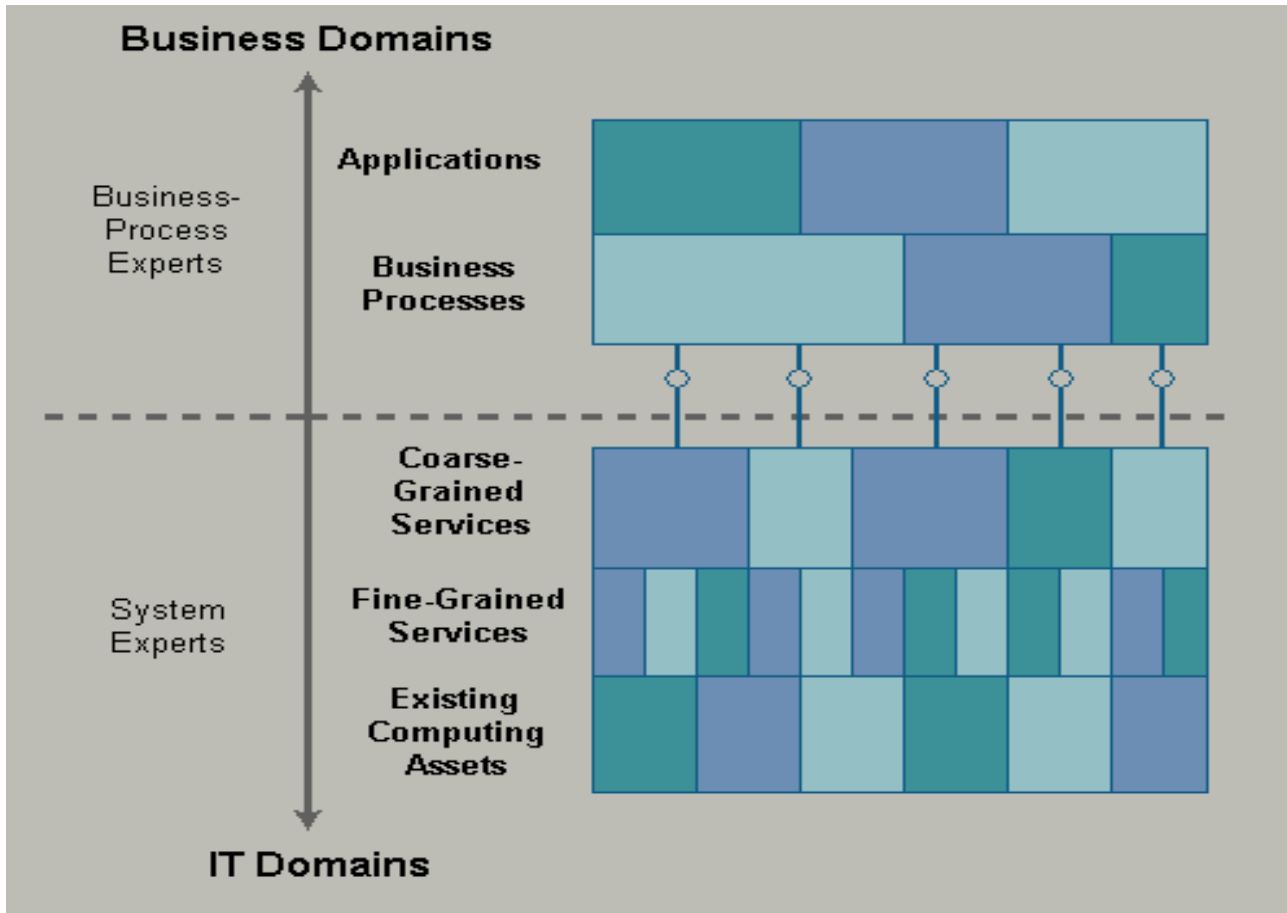 Business Domains
Applications
Business-
Process
Experts
Business
Processes
Coarse-
Grained
Services
Fine-Grained
Services
System
Experts
Existing
Computing
Assets
IT Domains